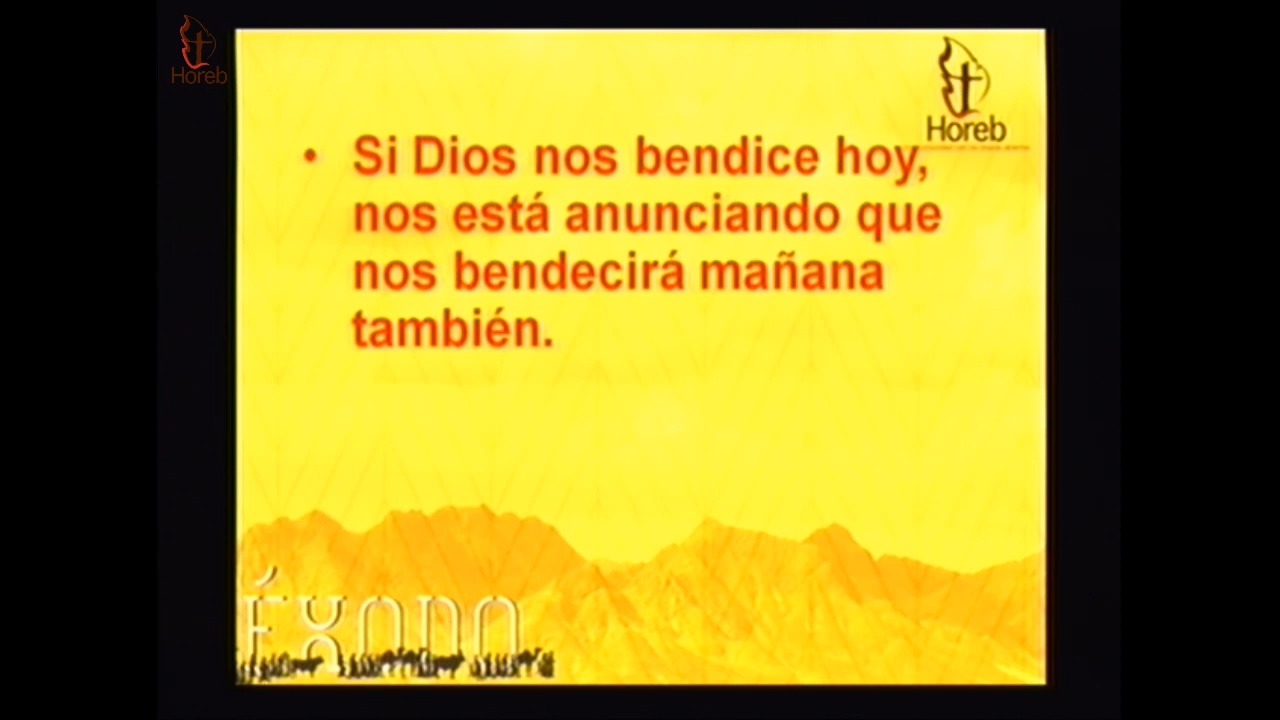 Horeb
Horeb
Si Dios nos bendice hoy,
nos está anunciando que
nos bendecirá mañana
también.
ÉXODO